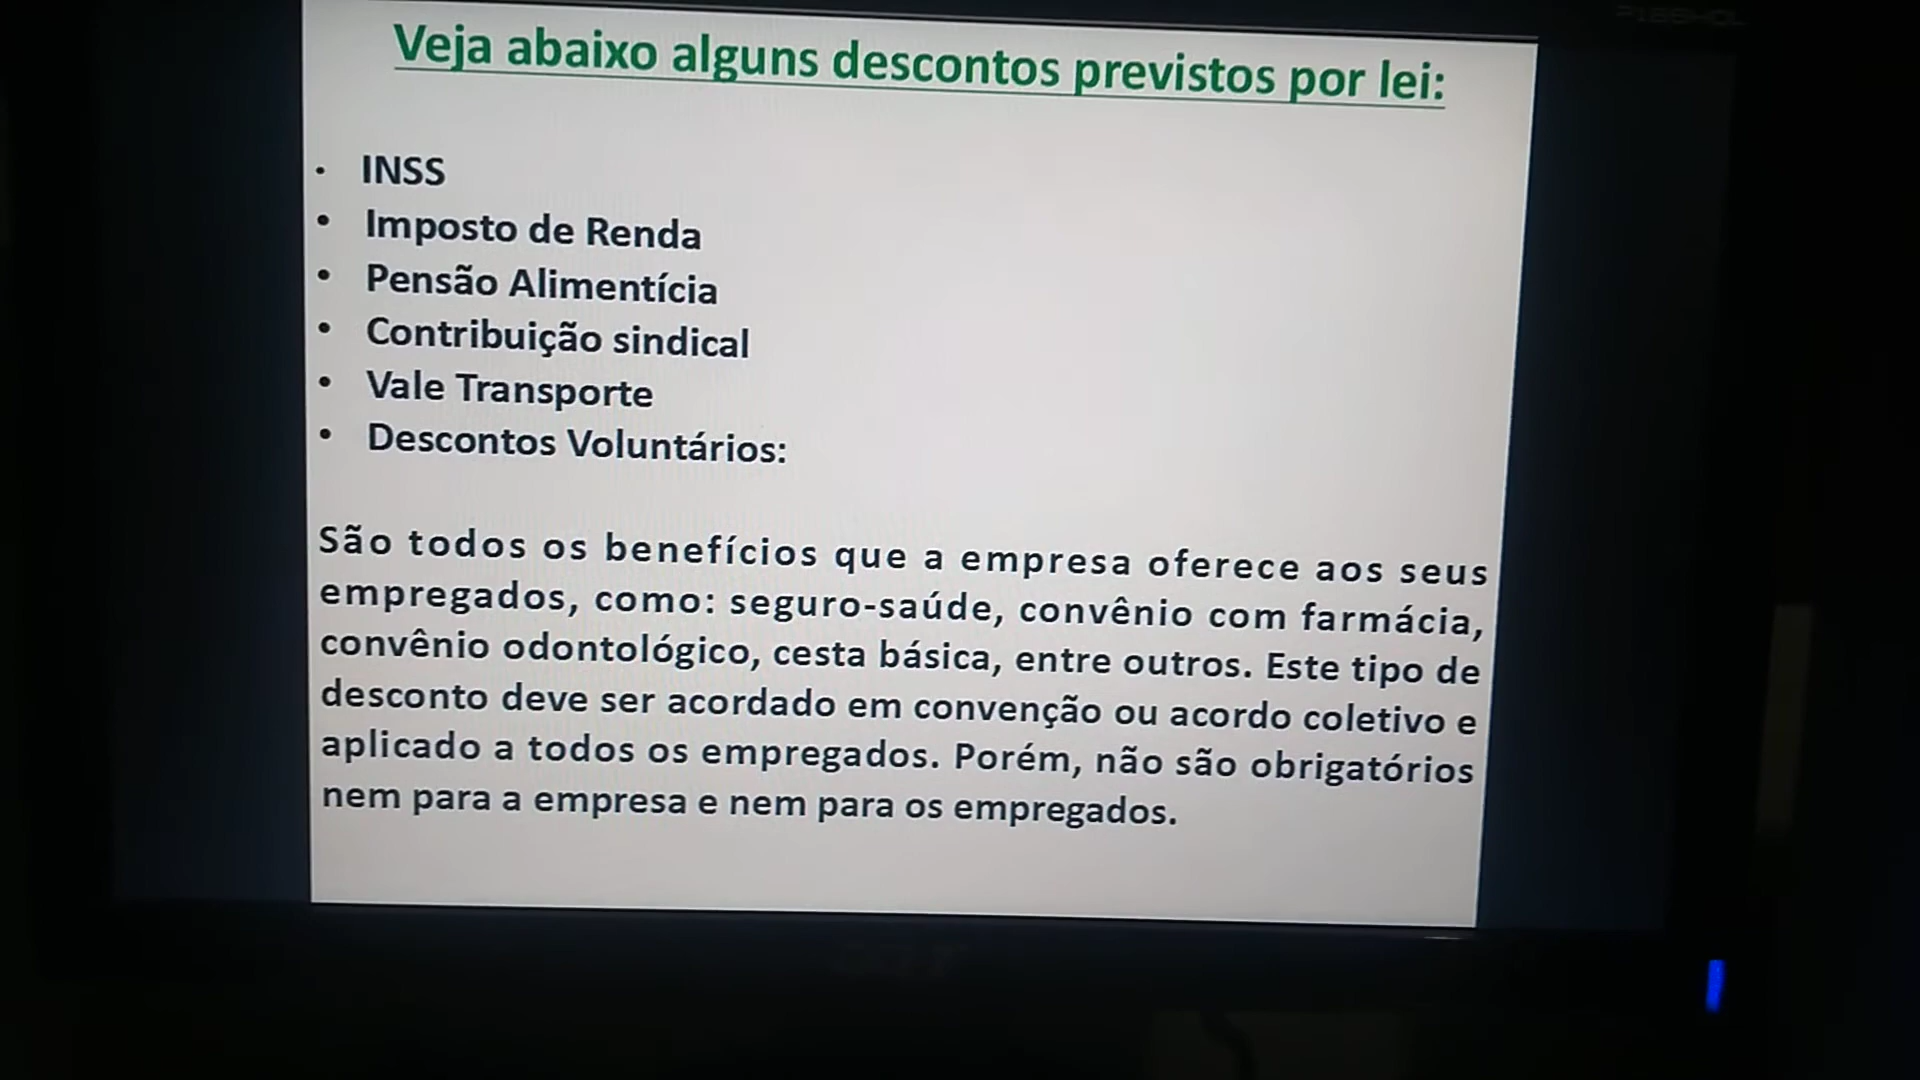 Veja abaixo alguns descontos previstos por lei:
• INSS
• Imposto de Renda
• Pensão Alimentícia
• Contribuição sindical
• Vale Transporte
• Descontos Voluntários:
São todos os benefícios que a empresa oferece aos seus
empregados, como: seguro-saúde, convênio com farmácia,
convênio odontológico, cesta básica, entre outros. Este tipo de
desconto deve ser acordado em convenção ou acordo coletivo e
aplicado a todos os empregados. Porém, não são obrigatórios
nem para a empresa e nem para os empregados.